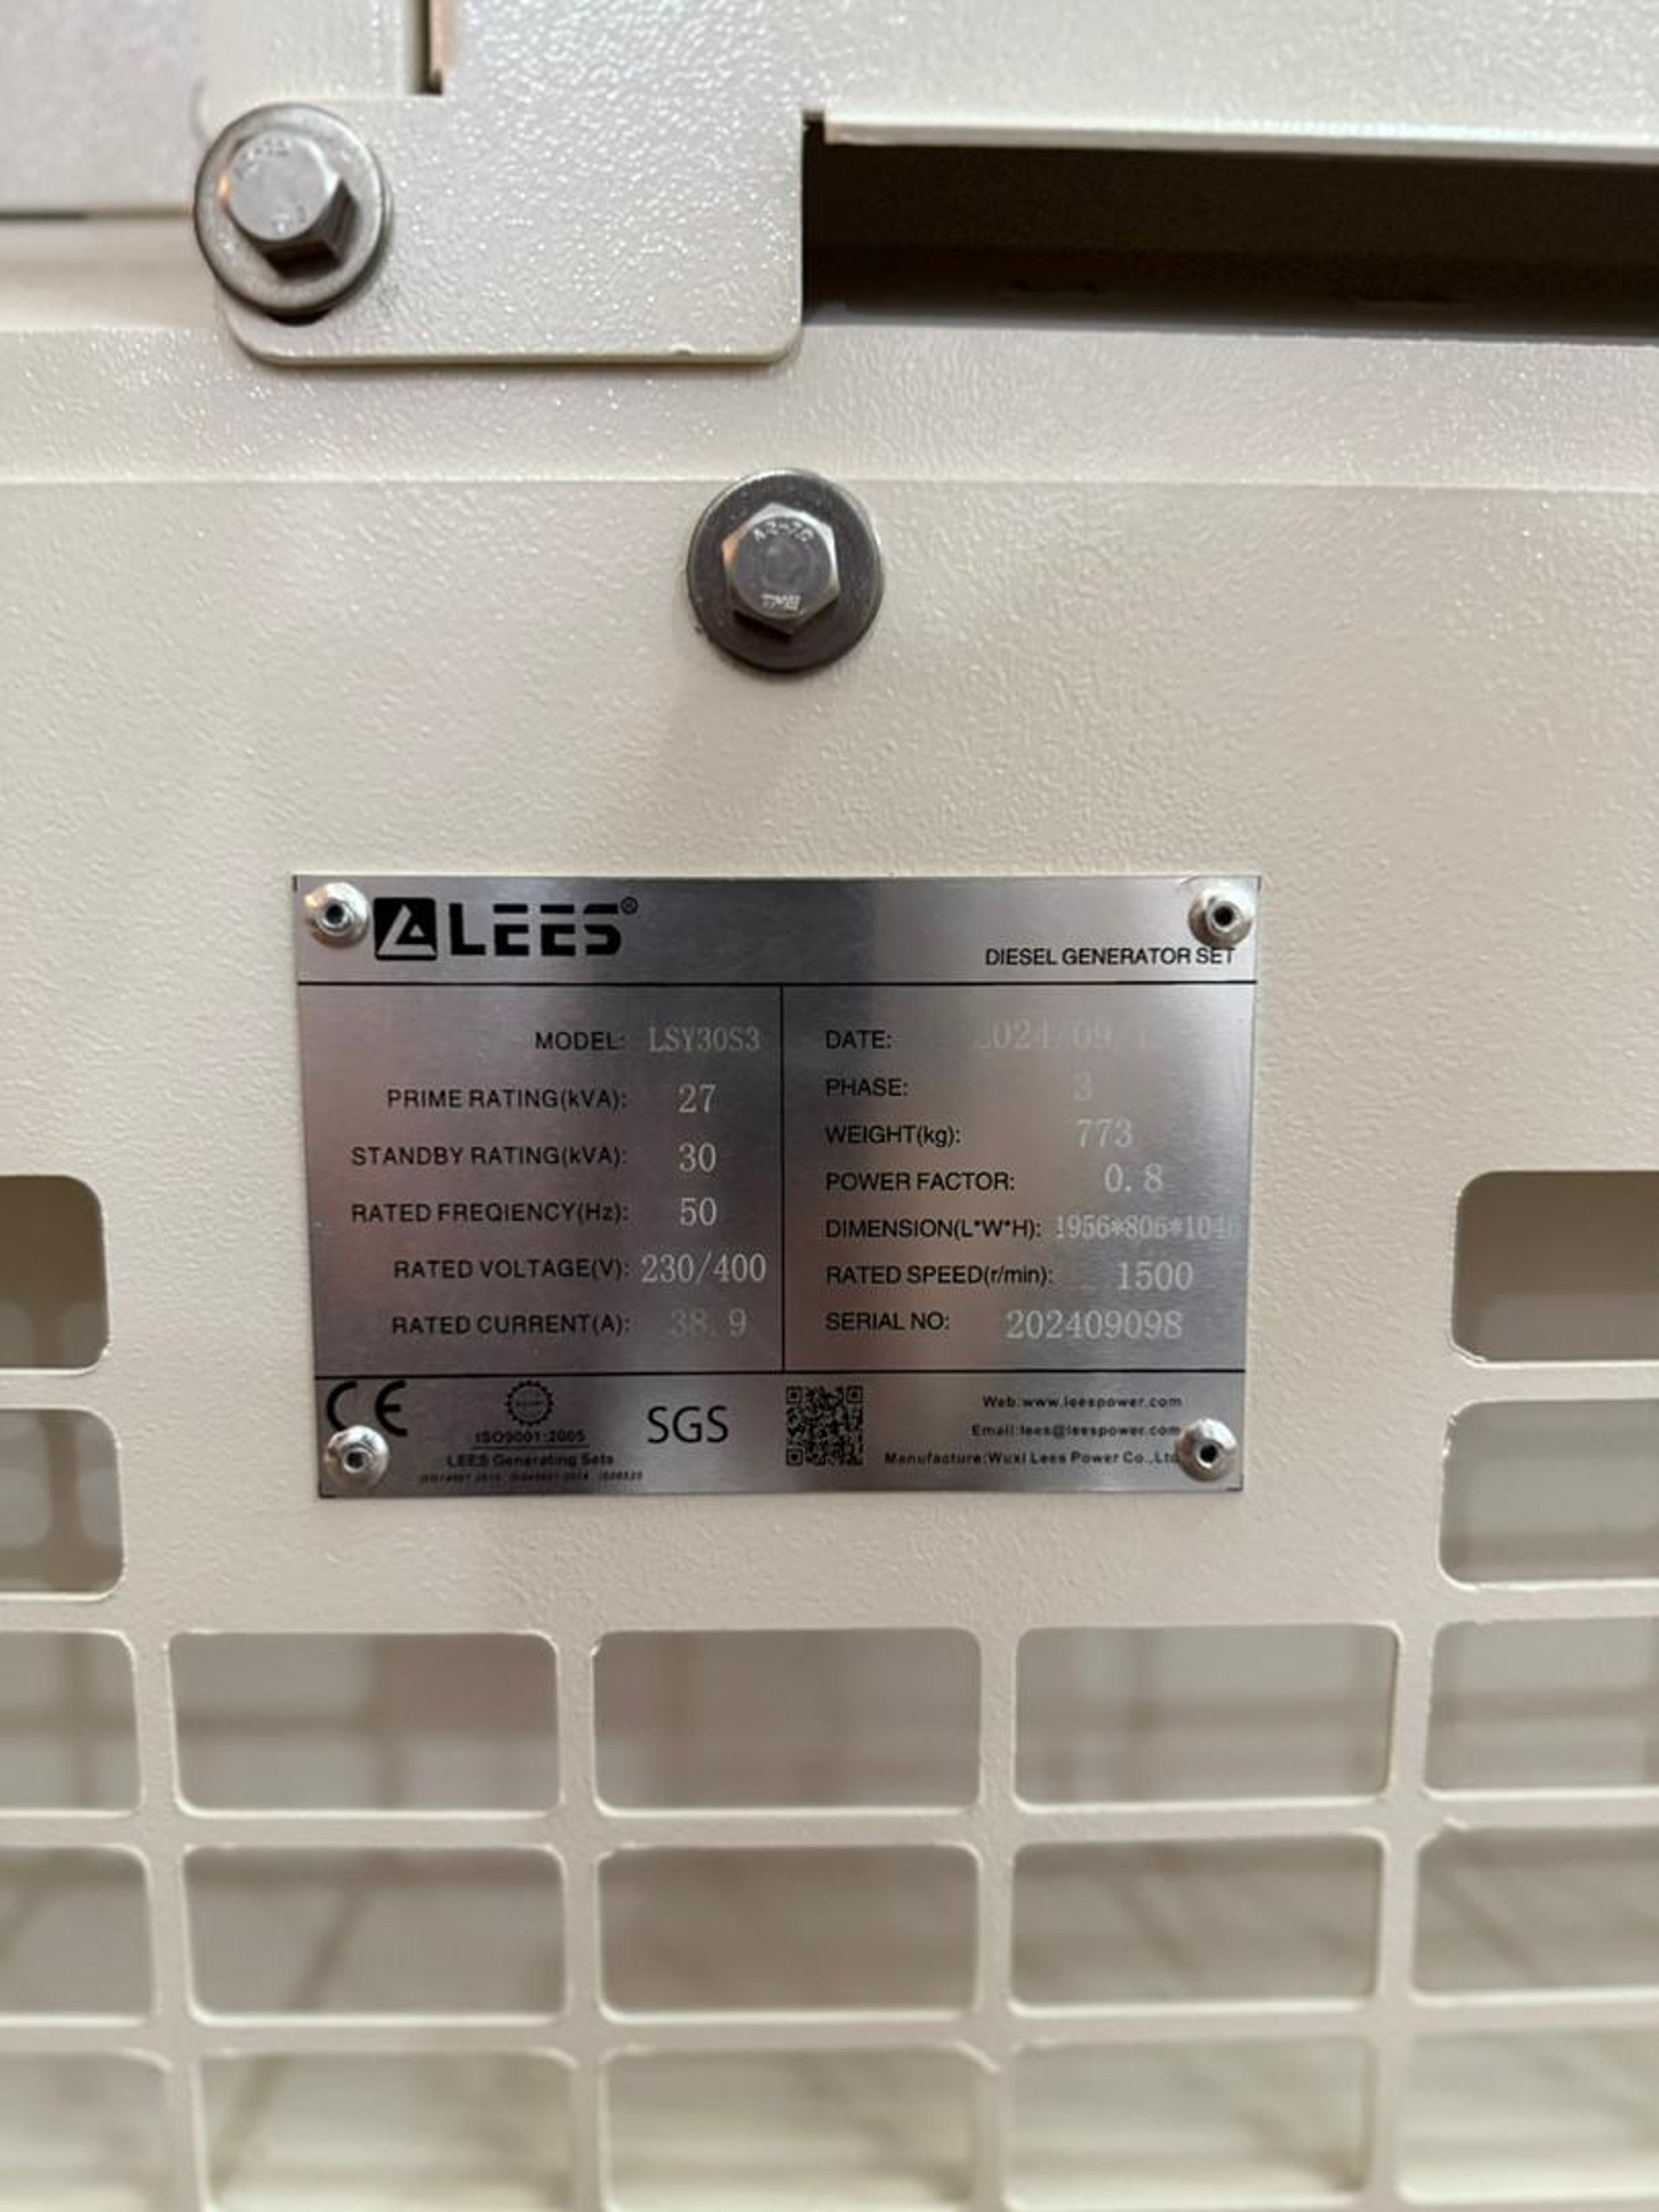 A2-70
TME
LEES®
DIESEL GENERATOR SET
MODEL: LSY30S3
PRIME RATING(kVA): 27
STANDBY RATING(kVA): 30
RATED FREQIENCY(Hz): 50
RATED VOLTAGE(V): 230/400
RATED CURRENT(A): 38.9
DATE:
PHASE: 3
WEIGHT(kg): 773
POWER FACTOR: 0.8
DIMENSION(L*W*H): 1956*806*1046
RATED SPEED(r/min): 1500
SERIAL NO: 202409098
CE
ISO9001:2005
LEES Generating Sets
SGS
Web:www.leespower.com
Email:lees@leespower.com
Manufacture:Wuxi Lees Power Co.,Ltd